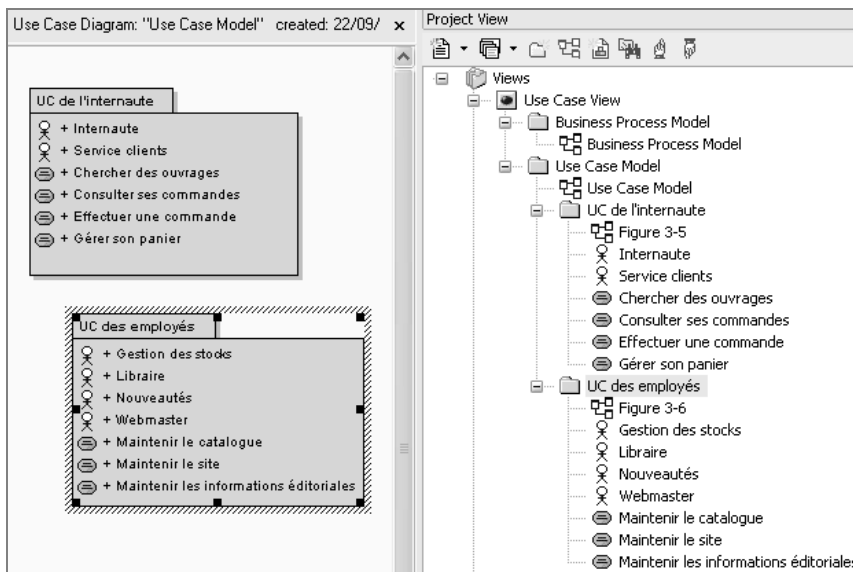 Use Case Diagram: "Use Case Model" created: 22/09/
UC de l'internaute
+ Internaute
+ Service clients
+ Chercher des ouvrages
+ Consulter ses commandes
+ Effectuer une commande
+ Gérer son panier
UC des employés
+ Gestion des stocks
+ Libraire
+ Nouveautés
+ Webmaster
+ Maintenir le catalogue
+ Maintenir le site
+ Maintenir les informations éditoriales
Project View
Views
Use Case View
Business Process Model
Business Process Model
Use Case Model
Use Case Model
UC de l'internaute
Figure 3-5
Internaute
Service clients
Chercher des ouvrages
Consulter ses commandes
Effectuer une commande
Gérer son panier
UC des employés
Figure 3-6
Gestion des stocks
Libraire
Nouveautés
Webmaster
Maintenir le catalogue
Maintenir le site
Maintenir les informations éditoriales